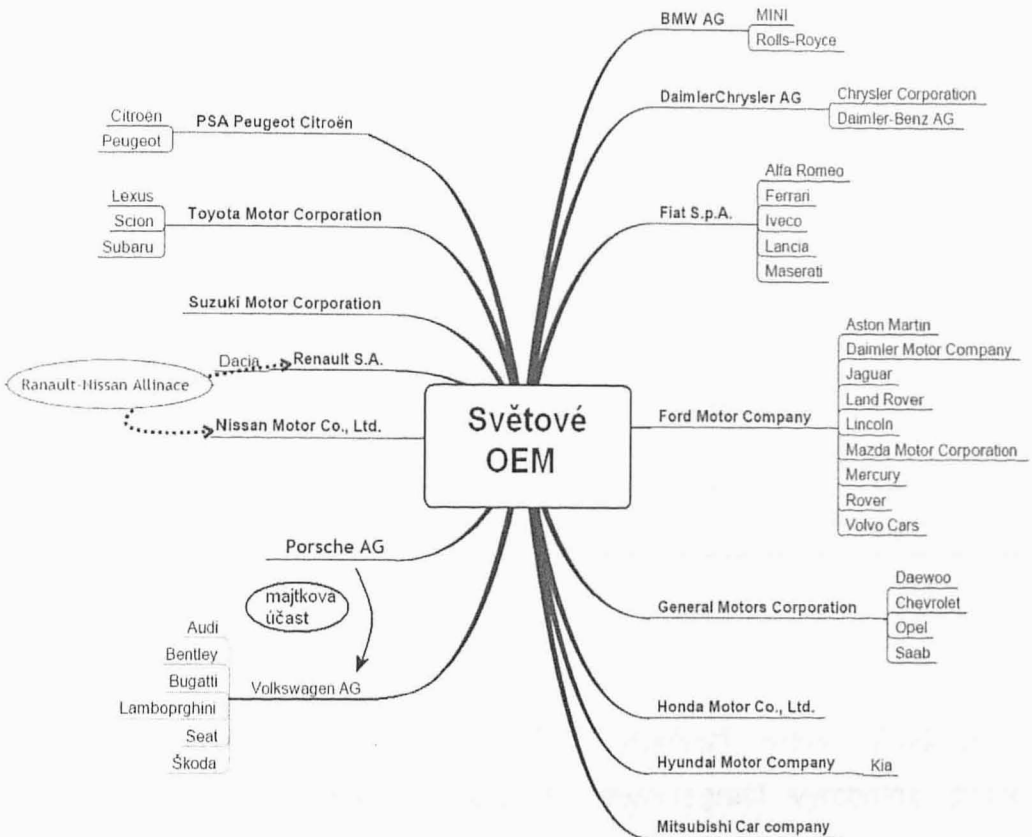 BMW AG
MINI
Rolls-Royce
DaimlerChrysler AG
Chrysler Corporation
Daimler-Benz AG
Fiat S.p.A.
Alfa Romeo
Ferrari
Iveco
Lancia
Maserati
Ford Motor Company
Aston Martin
Daimler Motor Company
Jaguar
Land Rover
Lincoln
Mazda Motor Corporation
Mercury
Rover
Volvo Cars
General Motors Corporation
Daewoo
Chevrolet
Opel
Saab
Honda Motor Co., Ltd.
Hyundai Motor Company
Kia
Mitsubishi Car company
Světové
OEM
PSA Peugeot Citroën
Citroën
Peugeot
Toyota Motor Corporation
Lexus
Scion
Subaru
Suzuki Motor Corporation
Renault S.A.
Dacia
Ranault-Nissan Allinace
Nissan Motor Co., Ltd.
Porsche AG
majtková
účast
Volkswagen AG
Audi
Bentley
Bugatti
Lamboprghini
Seat
Škoda